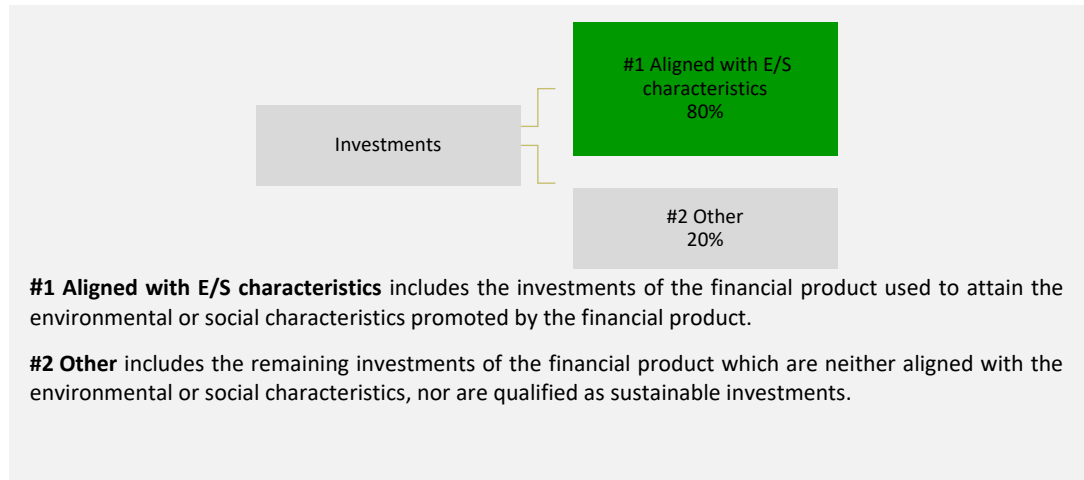 #1 Aligned with E/S
characteristics
80%
Investments
#2 Other
20%
#1 Aligned with E/S characteristics includes the investments of the financial product used to attain the
environmental or social characteristics promoted by the financial product.
#2 Other includes the remaining investments of the financial product which are neither aligned with the
environmental or social characteristics, nor are qualified as sustainable investments.